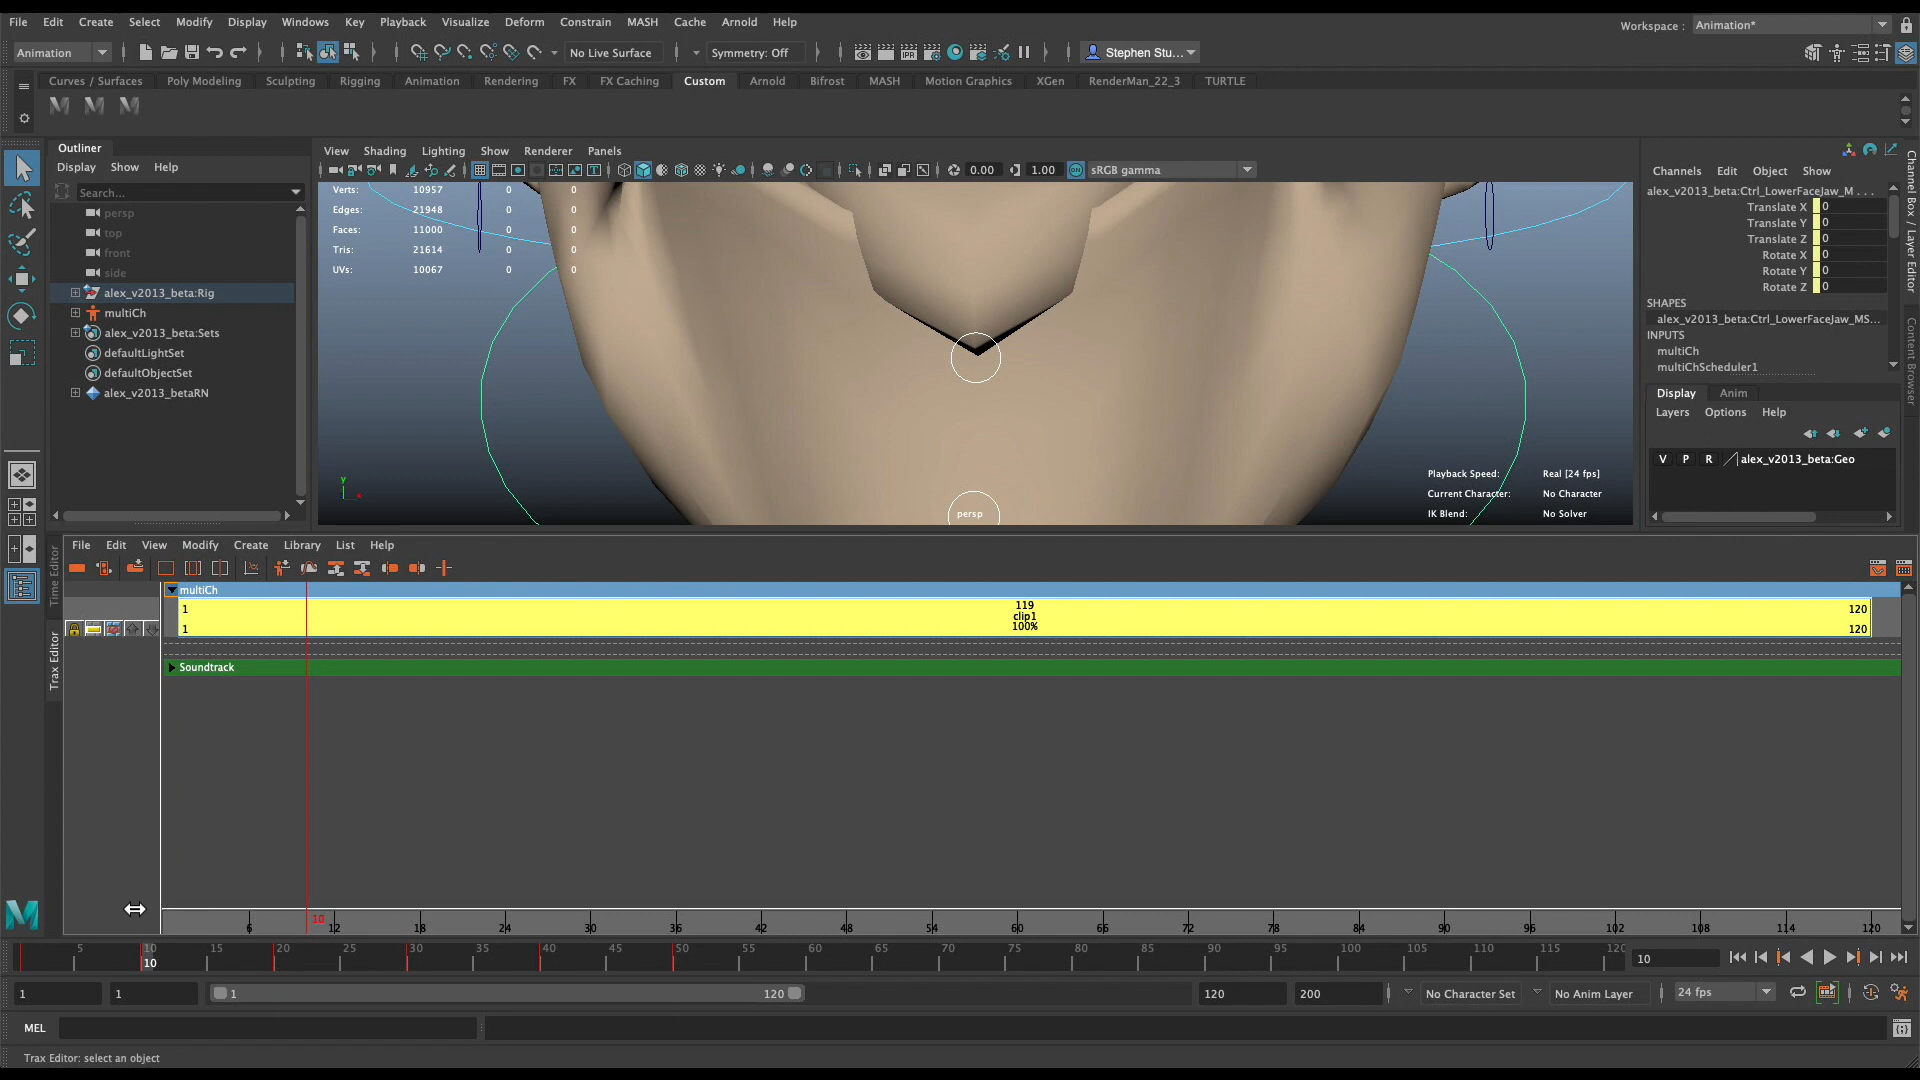 File Edit Create Select Modify Display Windows Key Playback Visualize Deform Constrain MASH Cache Arnold Help
Workspace : Animation*
Animation No Live Surface Symmetry: Off Stephen Stu...
Curves / Surfaces Poly Modeling Sculpting Rigging Animation Rendering FX FX Caching Custom Arnold Bifrost MASH Motion Graphics XGen RenderMan_22_3 TURTLE
Outliner
Display Show Help
Search...
persp
top
front
side
alex_v2013_beta:Rig
multiCh
alex_v2013_beta:Sets
defaultLightSet
defaultObjectSet
alex_v2013_betaRN
View Shading Lighting Show Renderer Panels
0.00 1.00 sRGB gamma
Verts: 10957 0 0
Edges: 21948 0 0
Faces: 11000 0 0
Tris: 21614 0 0
UVs: 10067 0 0
y
persp
Playback Speed: Real [24 fps]
Current Character: No Character
IK Blend: No Solver
Channels Edit Object Show
alex_v2013_beta:Ctrl_LowerFaceJaw_M . . .
Translate X 0
Translate Y 0
Translate Z 0
Rotate X 0
Rotate Y 0
Rotate Z 0
SHAPES
alex_v2013_beta:Ctrl_LowerFaceJaw_MS...
INPUTS
multiCh
multiChScheduler1
Display Anim
Layers Options Help
V P R alex_v2013_beta:Geo
Channel Box / Layer Editor
Content Browser
Time Editor
Trax Editor
File Edit View Modify Create Library List Help
multiCh
1 119 120
clip1
1 100% 120
Soundtrack
6 10 12 18 24 30 36 42 48 54 60 66 72 78 84 90 96 102 108 114 120
5 10 15 20 25 30 35 40 45 50 55 60 65 70 75 80 85 90 95 100 105 110 115 120
10
10
1 1 1 120 120 200 No Character Set No Anim Layer 24 fps
MEL
Trax Editor: select an object